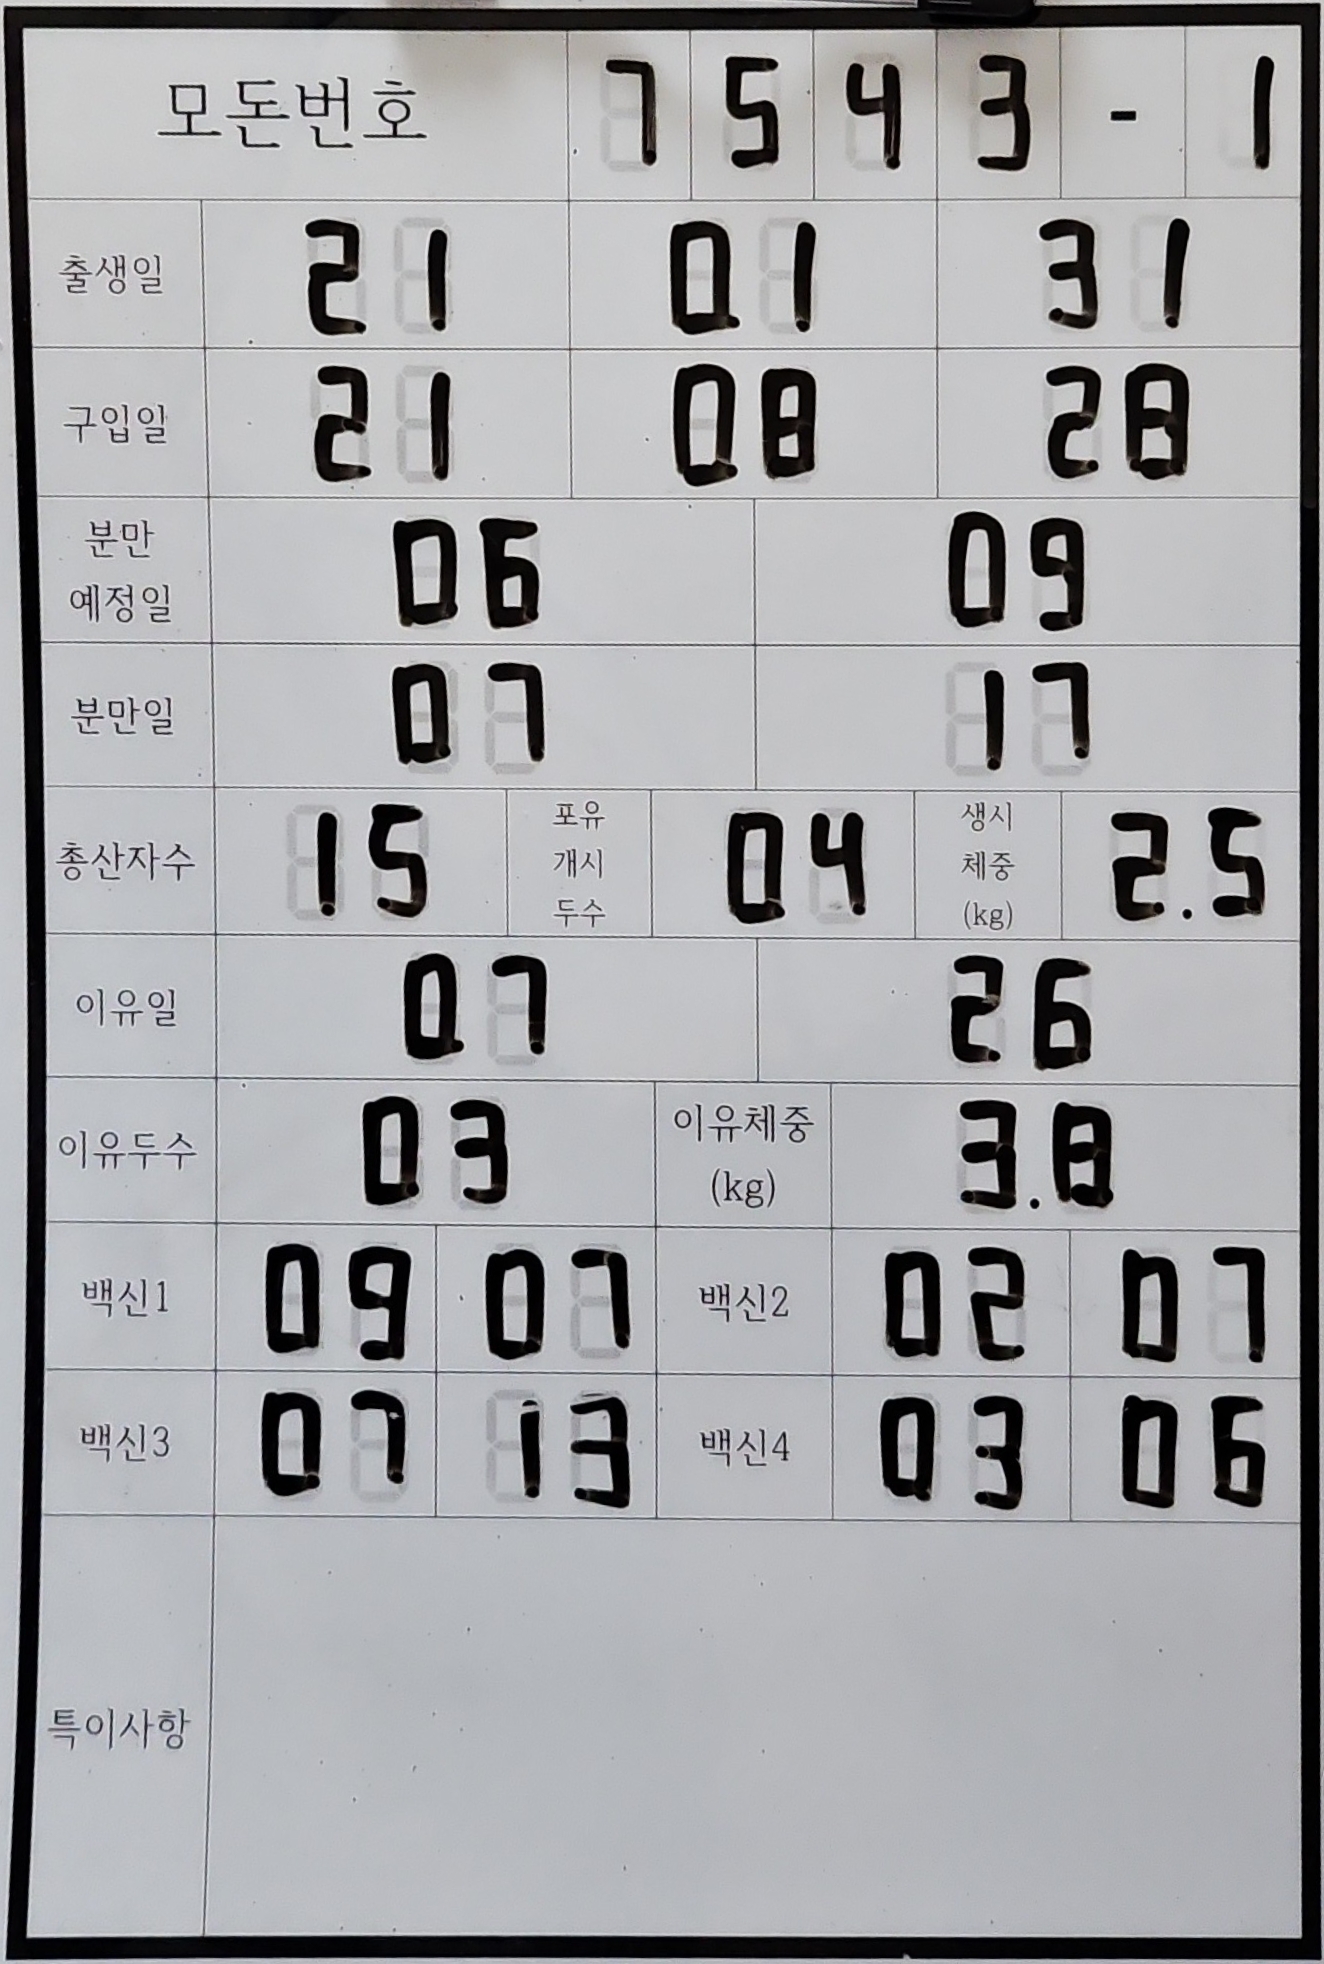 모돈번호 7 5 4 3 - 1
출생일 21 01 31
구입일 21 08 28
분만 예정일 06 09
분만일 07 17
총산자수 15 포유 개시 두수 04 생시 체중 (kg) 2.5
이유일 07 26
이유두수 03 이유체중 (kg) 3.8
백신1 09 07 백신2 02 07
백신3 07 13 백신4 03 06
특이사항